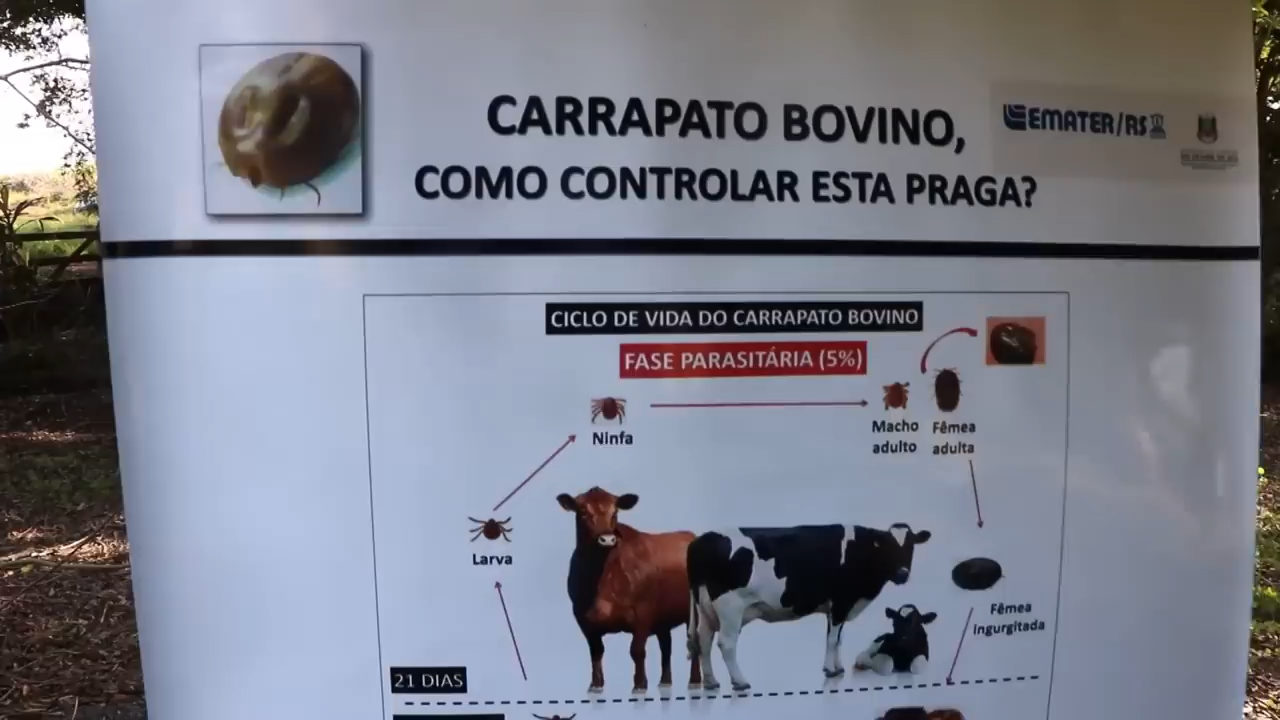 CARRAPATO BOVINO,
COMO CONTROLAR ESTA PRAGA?
EMATER/RS
CICLO DE VIDA DO CARRAPATO BOVINO
FASE PARASITÁRIA (5%)
Ninfa
Macho adulto
Fêmea adulta
Larva
Fêmea
ingurgitada
21 DIAS